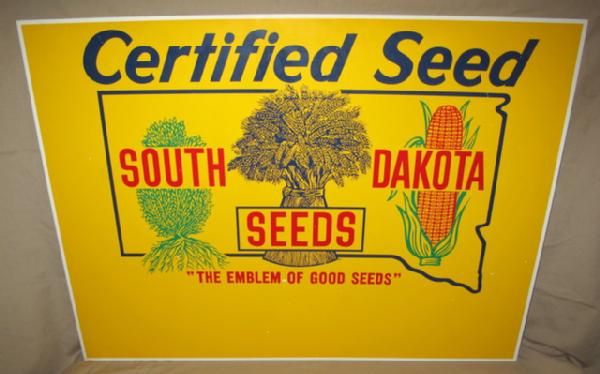 Certified Seed
SOUTH DAKOTA
SEEDS
"THE EMBLEM OF GOOD SEEDS"